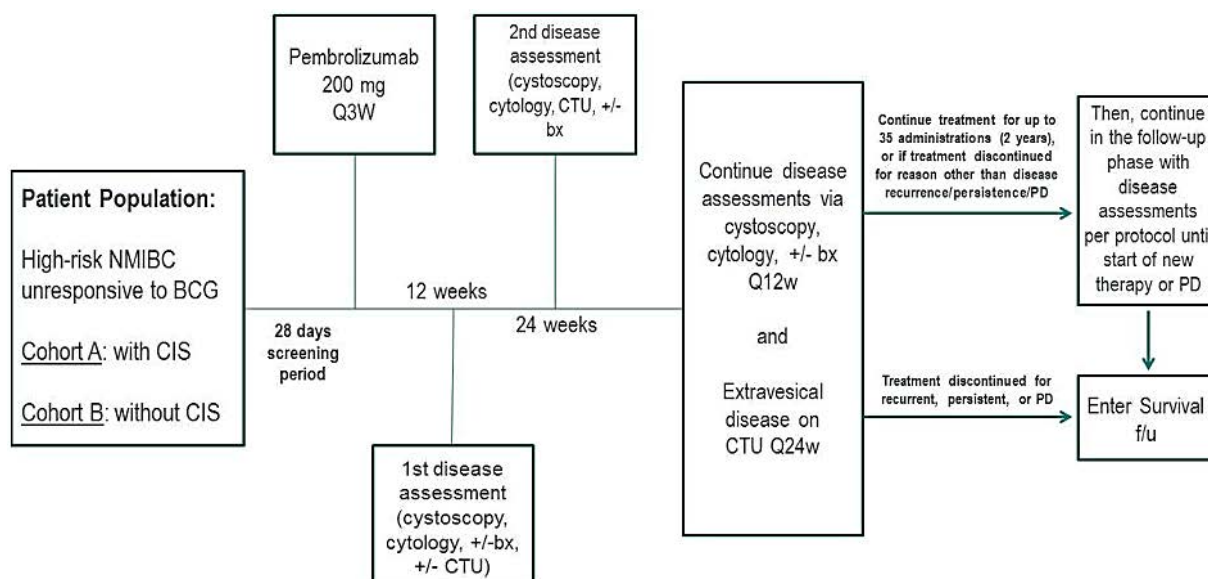 Patient Population:
High-risk NMIBC
unresponsive to BCG
Cohort A: with CIS
Cohort B: without CIS
28 days
screening
period
Pembrolizumab
200 mg
Q3W
12 weeks
1st disease
assessment
(cystoscopy,
cytology, +/-bx,
+/- CTU)
2nd disease
assessment
(cystoscopy,
cytology, CTU, +/-
bx
24 weeks
Continue disease
assessments via
cystoscopy,
cytology, +/- bx
Q12w
and
Extravesical
disease on
CTU Q24w
Continue treatment for up to
35 administrations (2 years),
or if treatment discontinued
for reason other than disease
recurrence/persistence/PD
Then, continue
in the follow-up
phase with
disease
assessments
per protocol until
start of new
therapy or PD
Treatment discontinued for
recurrent, persistent, or PD
Enter Survival
f/u